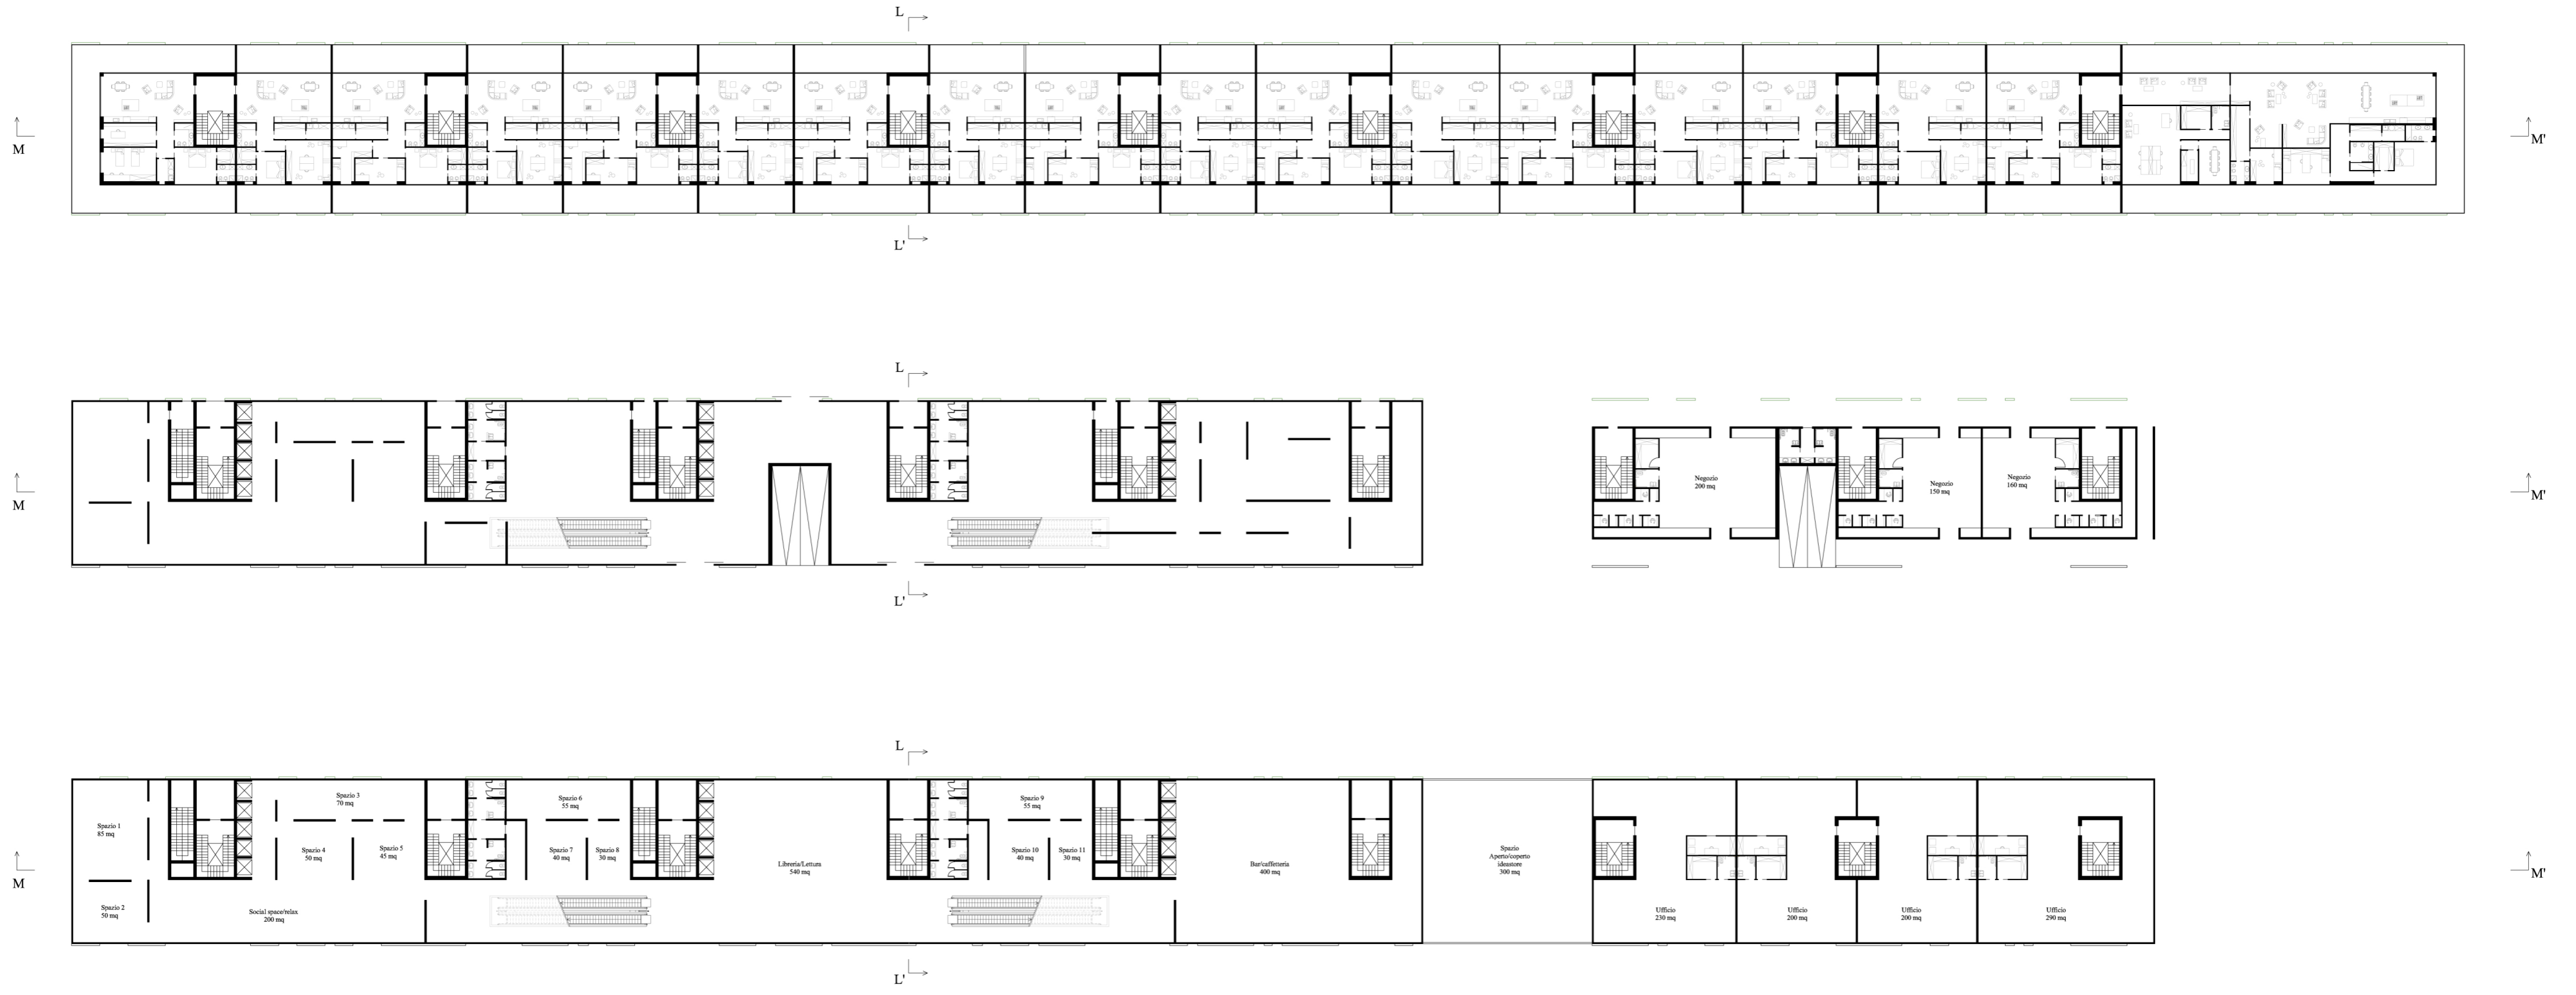 L
M
M'
L'
L
M
Negozio
200 mq
Negozio
150 mq
Negozio
160 mq
M'
L'
L
Spazio 1
85 mq
Spazio 3
70 mq
Spazio 6
55 mq
Spazio 9
55 mq
Spazio 4
50 mq
Spazio 5
45 mq
Spazio 7
40 mq
Spazio 8
30 mq
Libreria/Lettura
540 mq
Spazio 10
40 mq
Spazio 11
30 mq
Bar/caffetteria
400 mq
Spazio
Aperto/coperto
ideastore
300 mq
M
M'
Spazio 2
50 mq
Social space/relax
200 mq
Ufficio
230 mq
Ufficio
200 mq
Ufficio
200 mq
Ufficio
290 mq
L'